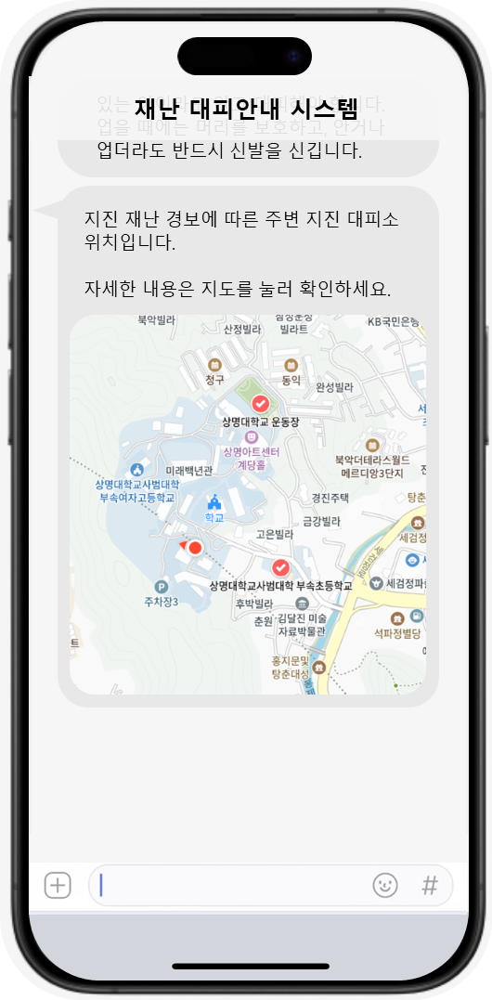 재난 대피안내 시스템
업을 때에는 머리를 보호하고, 안거나
업더라도 반드시 신발을 신깁니다.
지진 재난 경보에 따른 주변 지진 대피소
위치입니다.
자세한 내용은 지도를 눌러 확인하세요.
북악빌라
산정빌라
빌라트
KB국민은행
청구
동익
완성빌라
상명대학교 운동장
상명아트센터
계당홀
북악더테라스월드
메르디앙3단지
미래백년관
상명대학교사범대학
부속여자고등학교
경진주택
학교
금강빌라
고은빌라
세검정
상명대학교사범대학 부속초등학교
세검정파
주차장3
후박빌라
춘원
김달진 미술
자료박물관
석파정별당
홍지문및
탕춘대성
트
#